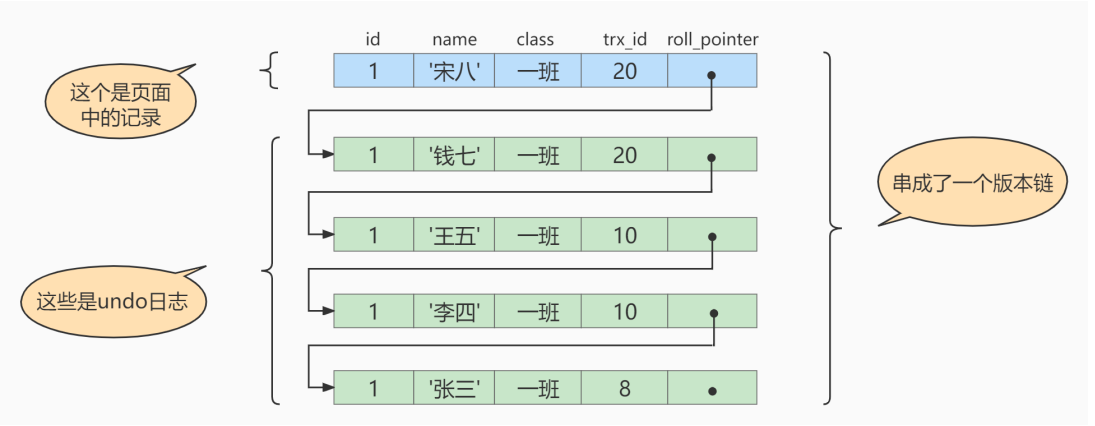 id name class trx_id roll_pointer
这个是页面
中的记录
1 '宋八' 一班 20
1 '钱七' 一班 20
串成了一个版本链
1 '王五' 一班 10
这些是undo日志
1 '李四' 一班 10
1 '张三' 一班 8